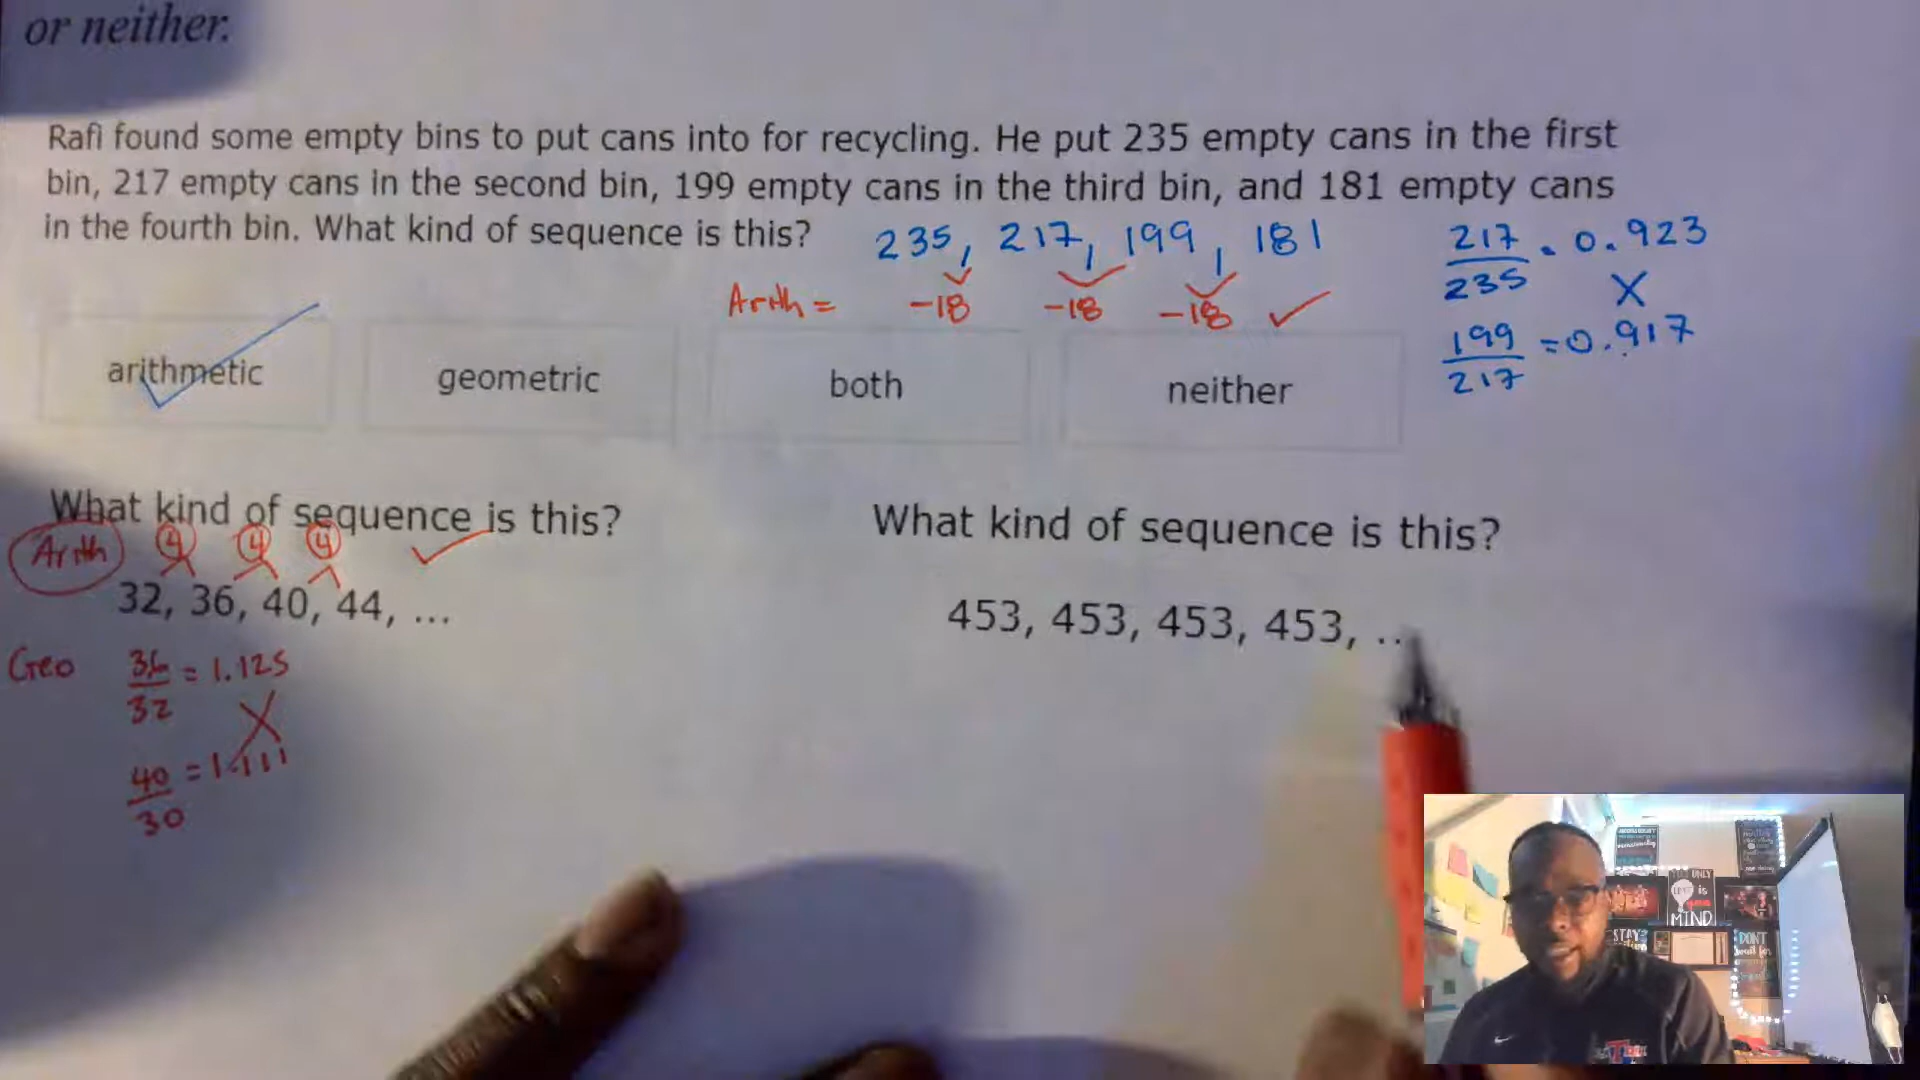 or neither.
Rafi found some empty bins to put cans into for recycling. He put 235 empty cans in the first
bin, 217 empty cans in the second bin, 199 empty cans in the third bin, and 181 empty cans
in the fourth bin. What kind of sequence is this?
235, 217, 199, 181
217/235 = 0.923
X
199/217 = 0.917
Arith = -18 -18 -18 ✓
arithmetic
geometric
both
neither
What kind of sequence is this?
Arith 4 4 4 ✓
32, 36, 40, 44, ...
Geo 36/32 = 1.125
X
40/30 = 1.111
What kind of sequence is this?
453, 453, 453, 453, ...
MIND
STAY
DONT